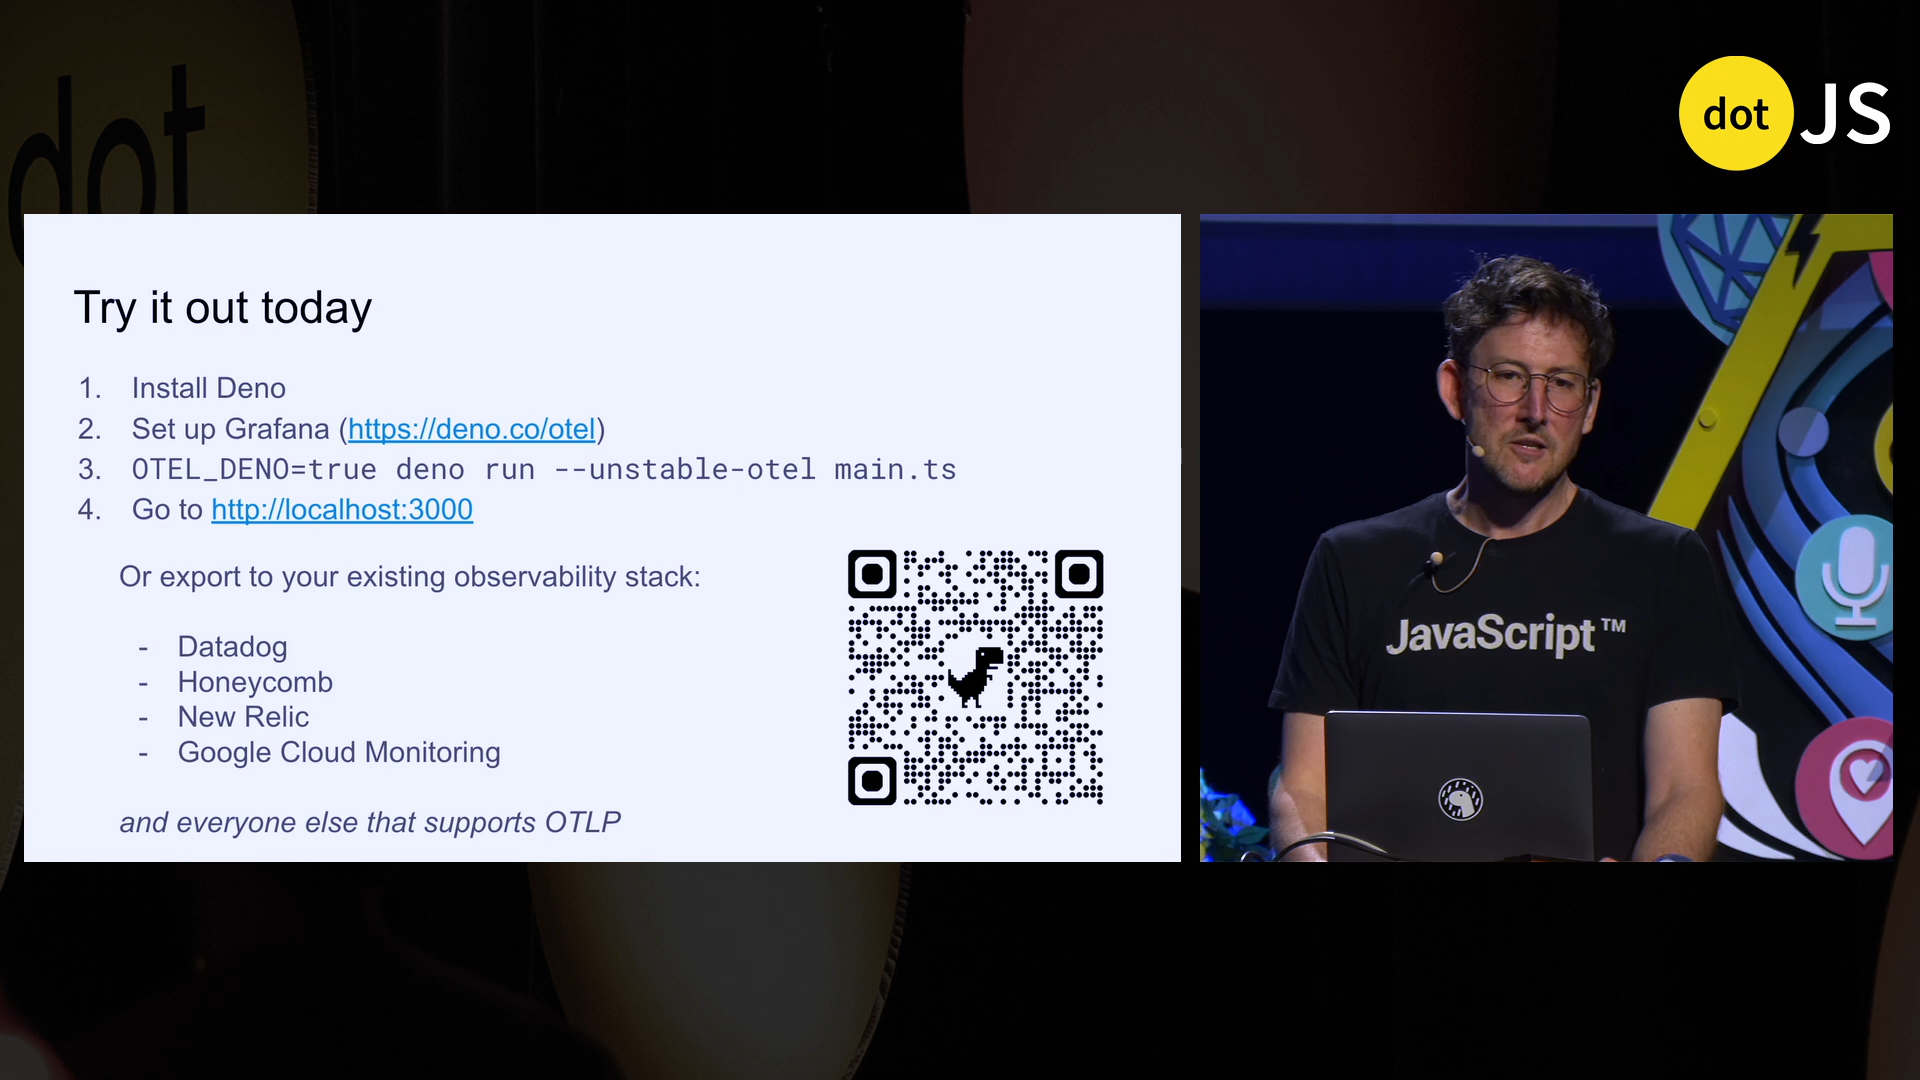 dot
dot JS
Try it out today
1. Install Deno
2. Set up Grafana (https://deno.co/otel)
3. OTEL_DENO=true deno run --unstable-otel main.ts
4. Go to http://localhost:3000
Or export to your existing observability stack:
- Datadog
- Honeycomb
- New Relic
- Google Cloud Monitoring
and everyone else that supports OTLP
JavaScript™